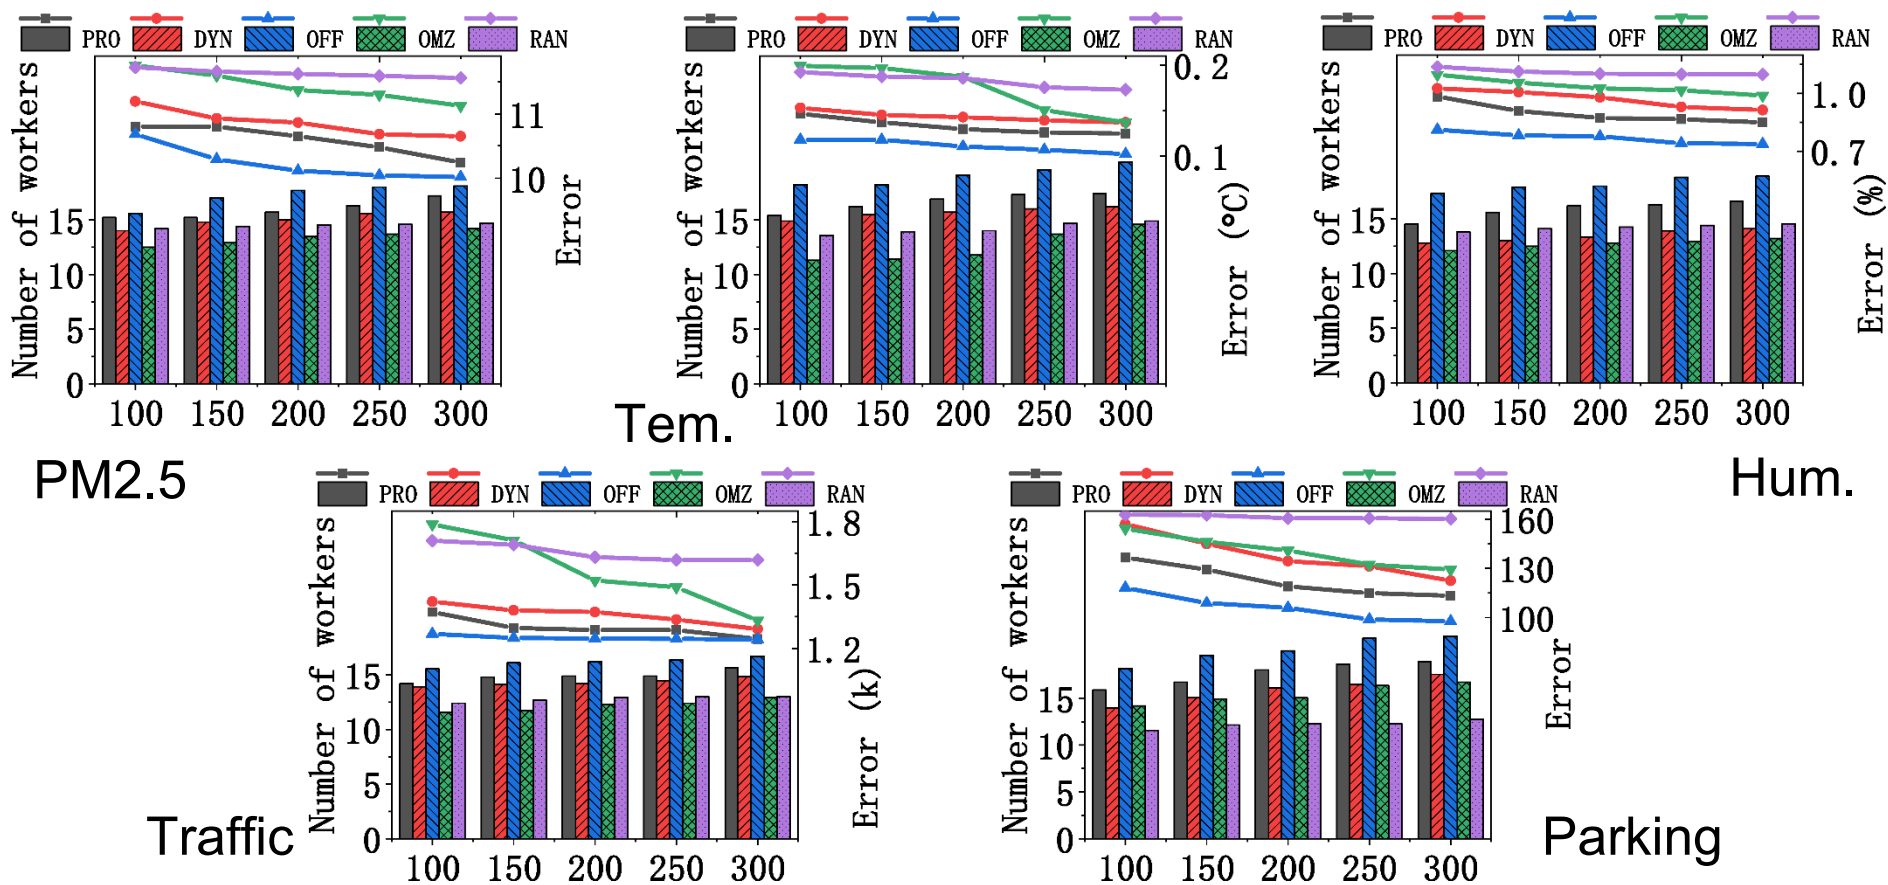 PRO DYN OFF OMZ RAN
Number of workers
15
10
5
0
11
10
Error
100 150 200 250 300
PM2.5
PRO DYN OFF OMZ RAN
Number of workers
15
10
5
0
0.2
0.1
Error (°C)
100 150 200 250 300
Tem.
PRO DYN OFF OMZ RAN
Number of workers
15
10
5
0
1.0
0.7
Error (%)
100 150 200 250 300
Hum.
PRO DYN OFF OMZ RAN
Number of workers
15
10
5
0
1.8
1.5
1.2
Error (k)
100 150 200 250 300
Traffic
PRO DYN OFF OMZ RAN
Number of workers
15
10
5
0
160
130
100
Error
100 150 200 250 300
Parking